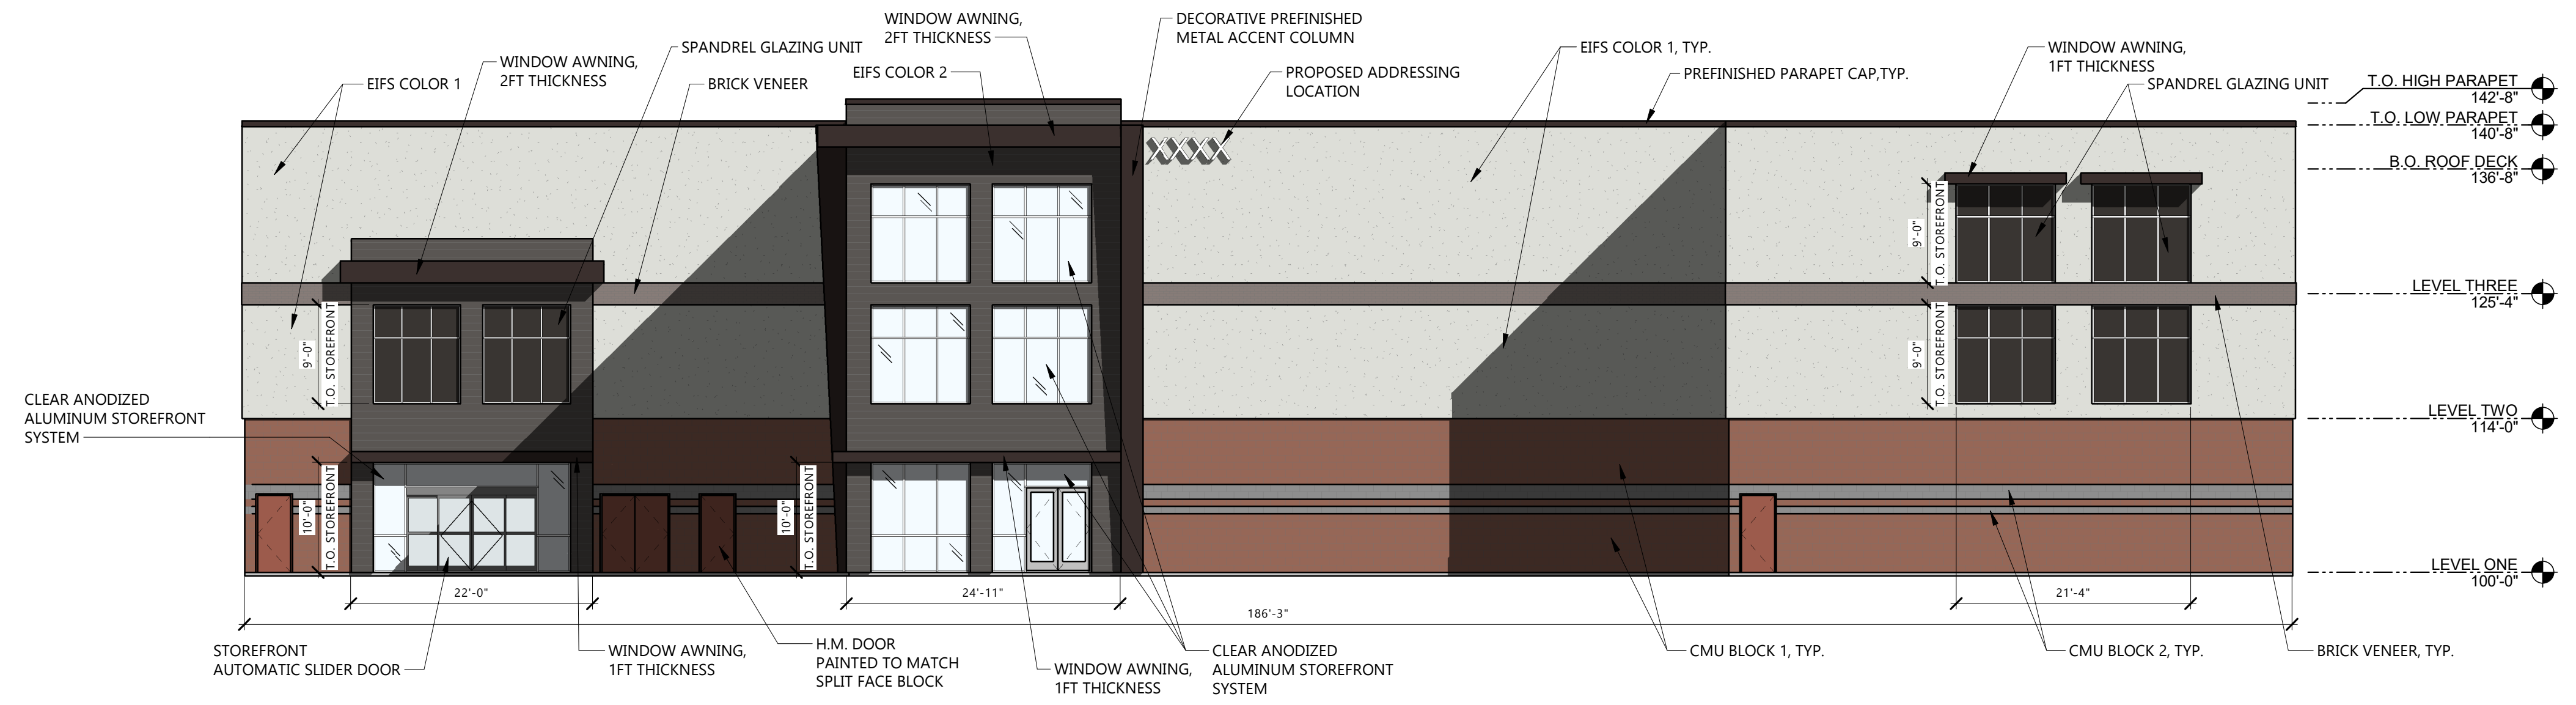 WINDOW AWNING,
2FT THICKNESS
DECORATIVE PREFINISHED
METAL ACCENT COLUMN
WINDOW AWNING,
2FT THICKNESS
SPANDREL GLAZING UNIT
EIFS COLOR 1
BRICK VENEER
EIFS COLOR 2
PROPOSED ADDRESSING
LOCATION
EIFS COLOR 1, TYP.
PREFINISHED PARAPET CAP,TYP.
WINDOW AWNING,
1FT THICKNESS
SPANDREL GLAZING UNIT
T.O. HIGH PARAPET
142'-8"
T.O. LOW PARAPET
140'-8"
B.O. ROOF DECK
136'-8"
LEVEL THREE
125'-4"
LEVEL TWO
114'-0"
LEVEL ONE
100'-0"
XXXX
9'-0"
T.O. STOREFRONT
9'-0"
T.O. STOREFRONT
9'-0"
T.O. STOREFRONT
CLEAR ANODIZED
ALUMINUM STOREFRONT
SYSTEM
10'-0"
T.O. STOREFRONT
10'-0"
T.O. STOREFRONT
22'-0"
24'-11"
21'-4"
186'-3"
STOREFRONT
AUTOMATIC SLIDER DOOR
WINDOW AWNING,
1FT THICKNESS
H.M. DOOR
PAINTED TO MATCH
SPLIT FACE BLOCK
WINDOW AWNING,
1FT THICKNESS
CLEAR ANODIZED
ALUMINUM STOREFRONT
SYSTEM
CMU BLOCK 1, TYP.
CMU BLOCK 2, TYP.
BRICK VENEER, TYP.